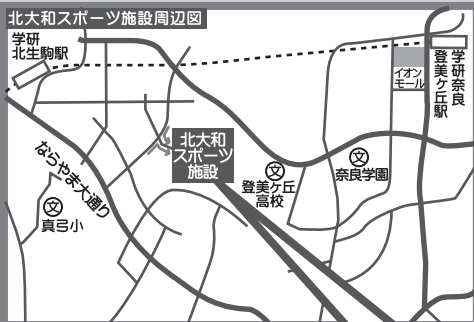 北大和スポーツ施設周辺図
学研
北生駒駅
イオン
モール
学研奈良
登美ヶ丘駅
北大和
スポーツ
施設
文
登美ケ丘
高校
文
奈良学園
ならやま大通り
文
真弓小